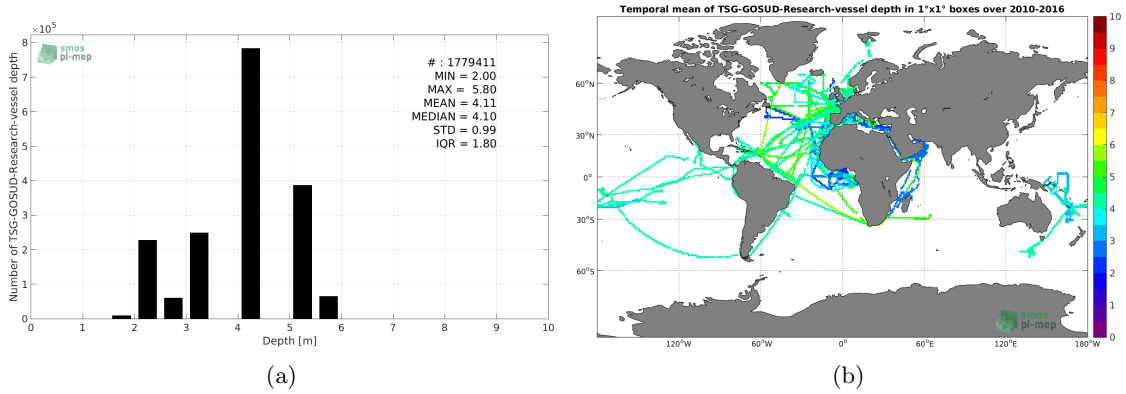 ×10⁵
8
7
6
5
4
3
2
1
0
Number of TSG-GOSUD-Research-vessel depth
smos
pi-mep
# : 1779411
MIN = 2.00
MAX = 5.80
MEAN = 4.11
MEDIAN = 4.10
STD = 0.99
IQR = 1.80
0 1 2 3 4 5 6 7 8 9 10
Depth [m]
(a)
Temporal mean of TSG-GOSUD-Research-vessel depth in 1°x1° boxes over 2010-2016
60°N
30°N
0°
30°S
60°S
120°W 60°W 0° 60°E 120°E 180°W
smos
pi-mep
10
9
8
7
6
5
4
3
2
1
0
(b)